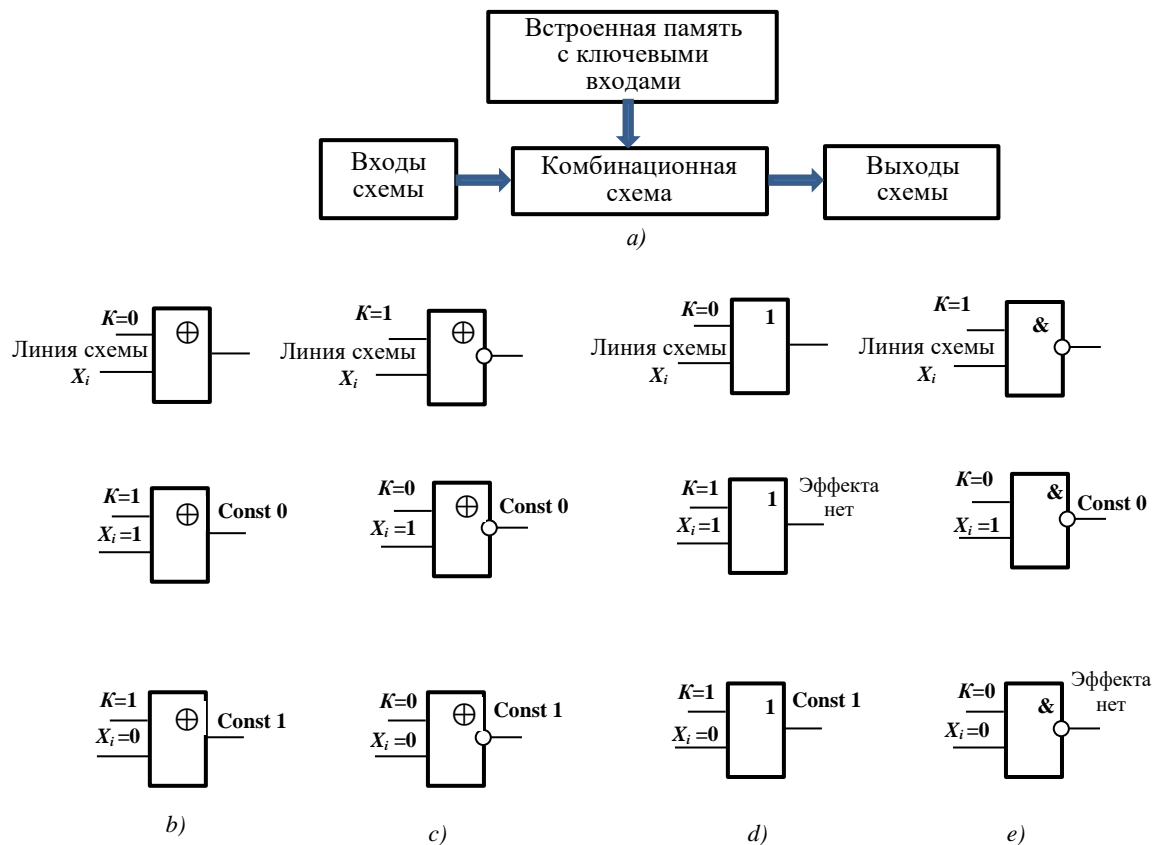 Встроенная память
с ключевыми
входами
Входы
схемы
Комбинационная
схема
Выходы
схемы
a)
K=0
Линия схемы
Xi
⊕
K=1
Линия схемы
Xi
⊕
K=0
Линия схемы
Xi
1
K=1
Линия схемы
Xi
&
K=1
Xi =1
⊕
Const 0
K=0
Xi =1
⊕
Const 0
K=1
Xi =1
1
Эффекта
нет
K=0
Xi =1
&
Const 0
K=1
Xi =0
⊕
Const 1
K=0
Xi =0
⊕
Const 1
K=1
Xi =0
1
Const 1
K=0
Xi =0
&
Эффекта
нет
b)
c)
d)
e)